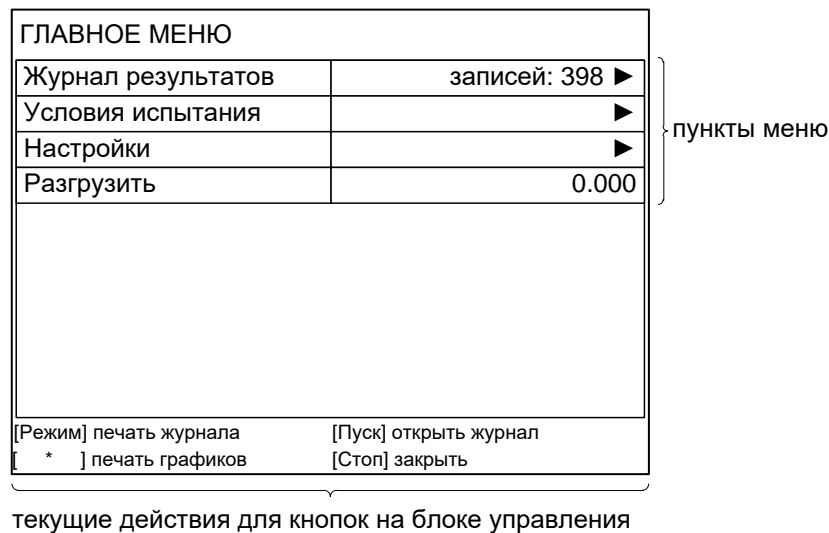 ГЛАВНОЕ МЕНЮ
Журнал результатов записей: 398 ►
Условия испытания ►
пункты меню
Настройки ►
Разгрузить 0.000
[Режим] печать журнала [Пуск] открыть журнал
[ * ] печать графиков [Стоп] закрыть
текущие действия для кнопок на блоке управления